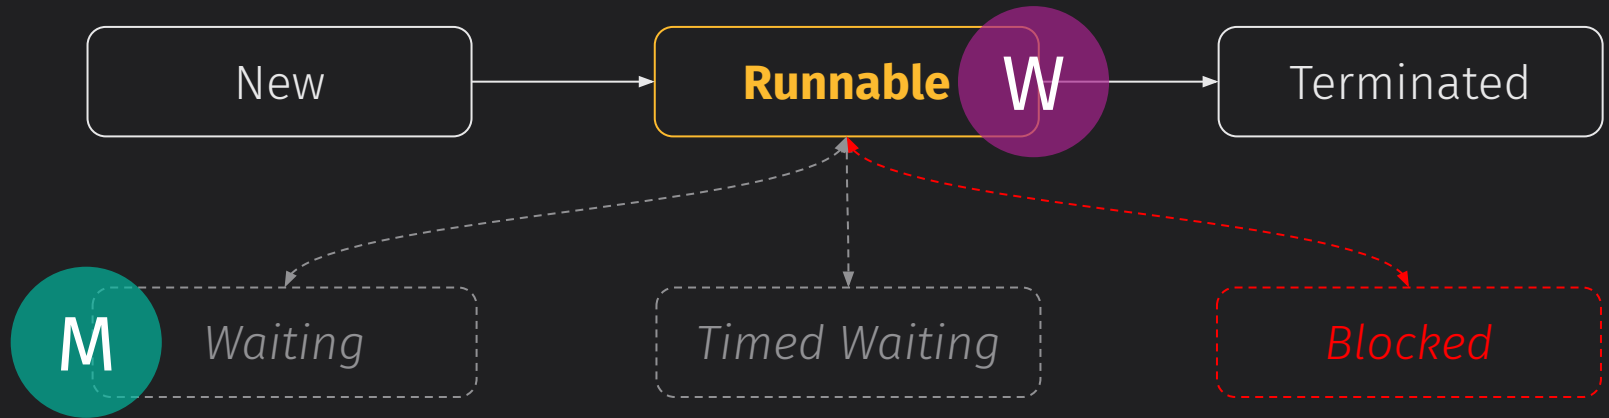 New
Runnable
W
Terminated
M
Waiting
Timed Waiting
Blocked